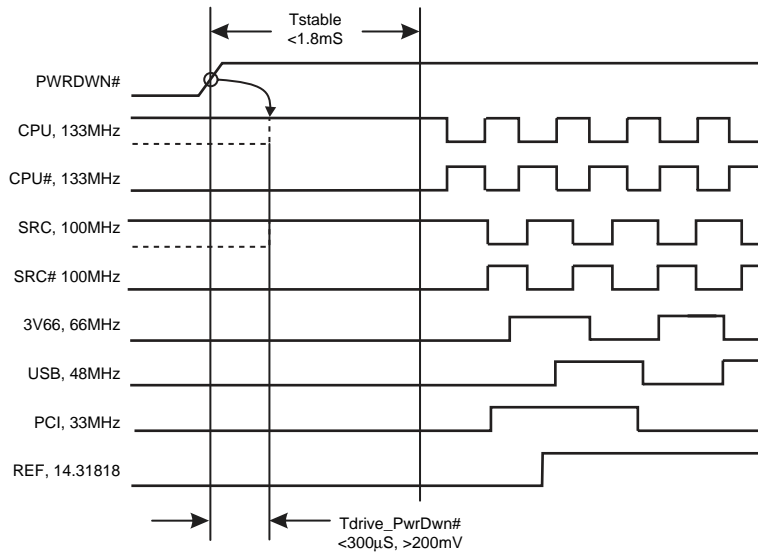 Tstable
<1.8mS
PWRDWN#
CPU, 133MHz
CPU#, 133MHz
SRC, 100MHz
SRC# 100MHz
3V66, 66MHz
USB, 48MHz
PCI, 33MHz
REF, 14.31818
Tdrive_PwrDwn#
<300µS, >200mV